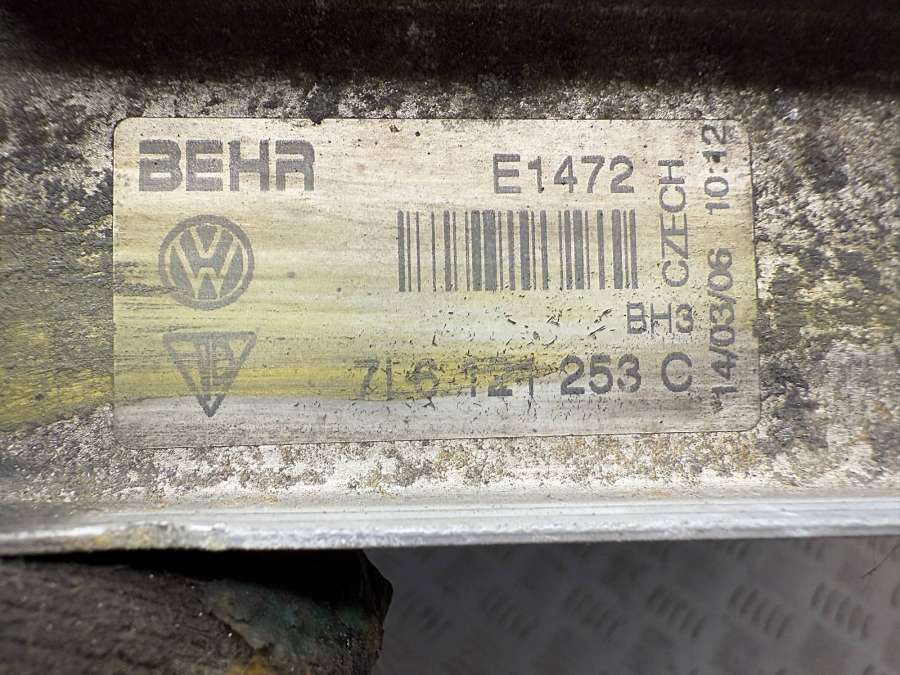 BEHR
E1472
CZECH
14/03/06 10:12
BH3
7L6 121 253 C